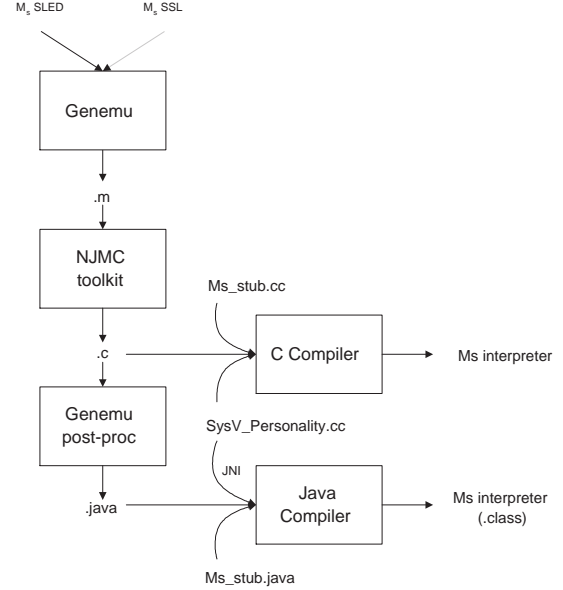 Ms SLED
Ms SSL
Genemu
.m
NJMC
toolkit
Ms_stub.cc
.c
C Compiler
Ms interpreter
Genemu
post-proc
SysV_Personality.cc
JNI
.java
Java
Compiler
Ms interpreter
(.class)
Ms_stub.java